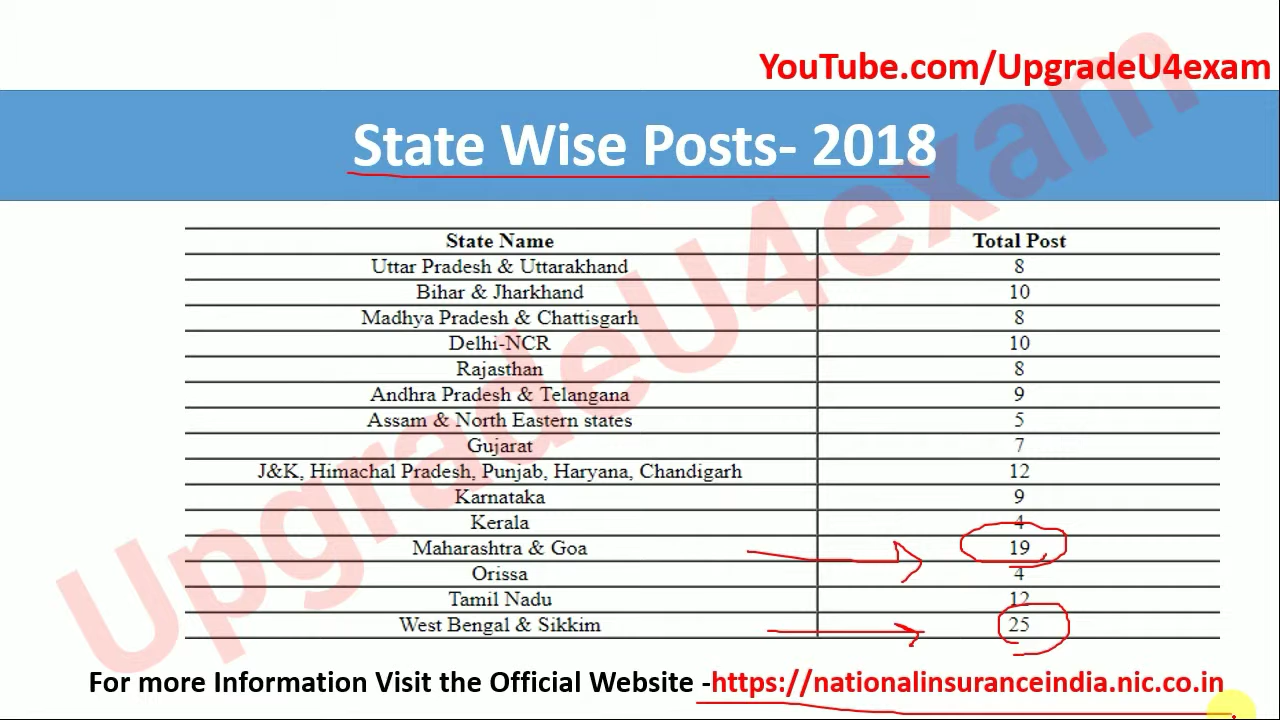 YouTube.com/UpgradeU4exam
State Wise Posts- 2018
State Name Total Post
Uttar Pradesh & Uttarakhand 8
Bihar & Jharkhand 10
Madhya Pradesh & Chattisgarh 8
Delhi-NCR 10
Rajasthan 8
Andhra Pradesh & Telangana 9
Assam & North Eastern states 5
Gujarat 7
J&K, Himachal Pradesh, Punjab, Haryana, Chandigarh 12
Karnataka 9
Kerala 4
Maharashtra & Goa 19
Orissa 4
Tamil Nadu 12
West Bengal & Sikkim 25
For more Information Visit the Official Website -https://nationalinsuranceindia.nic.co.in
UpgradeU4exam